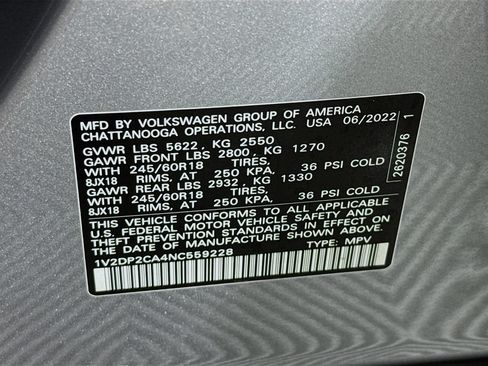 MFD BY VOLKSWAGEN GROUP OF AMERICA
CHATTANOOGA OPERATIONS, LLC. USA 06/2022
GVWR LBS 5622, KG 2550
GAWR FRONT LBS 2800, KG 1270
WITH 245/60R18 TIRES,
8JX18 RIMS, AT 250 KPA, 36 PSI COLD
GAWR REAR LBS 2932, KG 1330
WITH 245/60R18 TIRES,
8JX18 RIMS, AT 250 KPA, 36 PSI COLD
THIS VEHICLE CONFORMS TO ALL APPLICABLE
U.S. FEDERAL MOTOR VEHICLE SAFETY AND
THEFT PREVENTION STANDARDS IN EFFECT ON
THE DATE OF MANUFACTURE SHOWN ABOVE
1V2DP2CA4NC559228 TYPE: MPV
2620376 1